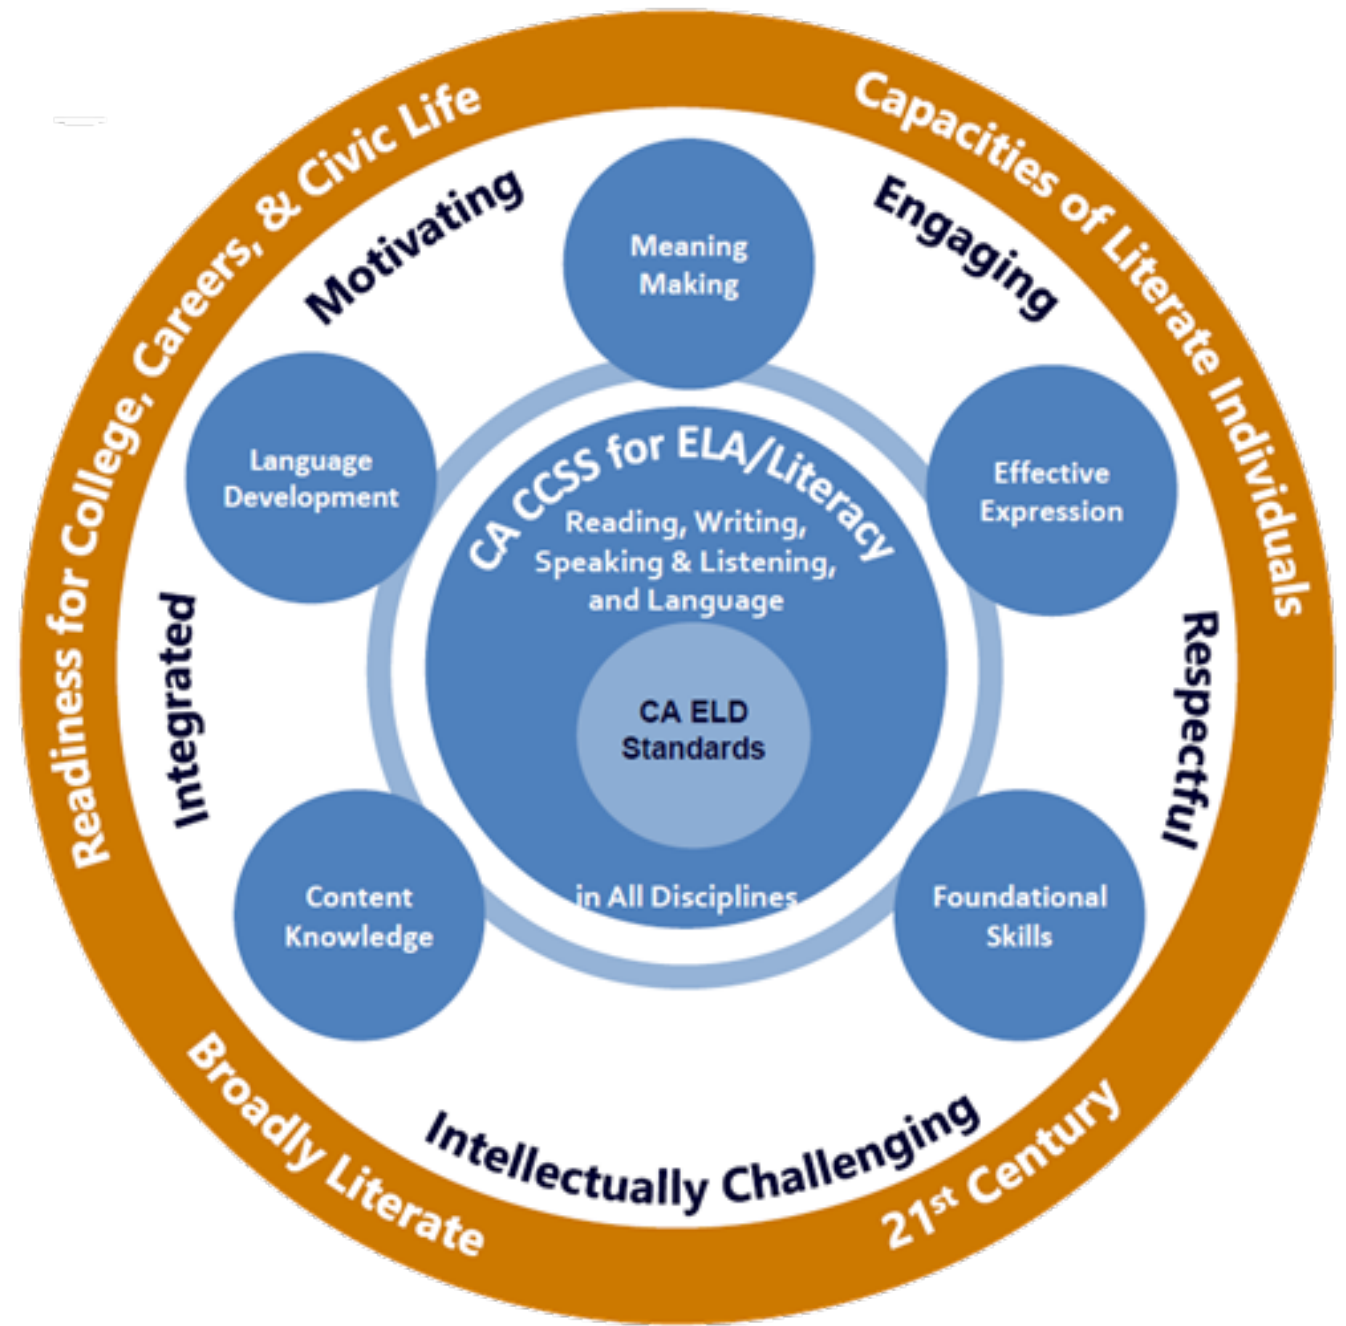 Readiness for College, Careers, & Civic Life
Capacities of Literate Individuals
Motivating
Engaging
Meaning
Making
Language
Development
Effective
Expression
CA CCSS for ELA/Literacy
Reading, Writing,
Speaking & Listening,
and Language
CA ELD
Standards
in All Disciplines
Integrated
Respectful
Content
Knowledge
Foundational
Skills
Intellectually Challenging
Broadly Literate
21st Century